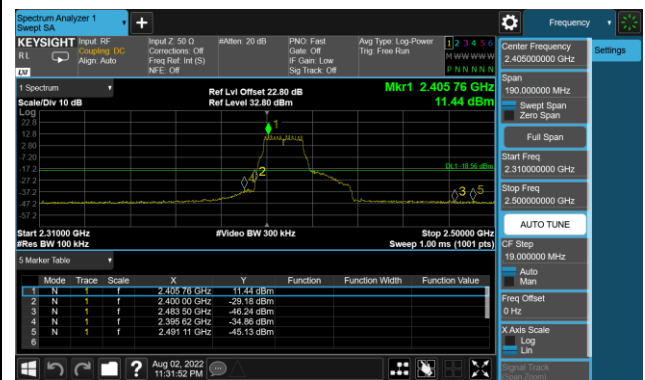 Spectrum Analyzer 1
Swept SA
Frequency
KEYSIGHT
RL
LXI
Input: RF
Coupling: DC
Align: Auto
Input Z: 50 Ω
Corrections: Off
Freq Ref: Int (S)
NFE: Off
#Atten: 20 dB
PNO: Fast
Gate: Off
IF Gain: Low
Sig Track: Off
Avg Type: Log-Power
Trig: Free Run
1 2 3 4 5 6
M W W W W W
P N N N N N
1 Spectrum
Scale/Div 10 dB
Ref Lvl Offset 22.80 dB
Ref Level 32.80 dBm
Mkr1 2.405 76 GHz
11.44 dBm
Log
22.8
12.8
2.80
-7.20
-17.2
-27.2
-37.2
-47.2
-57.2
1
2
3
5
DL1 -18.56 dBm
Start 2.31000 GHz
#Res BW 100 kHz
#Video BW 300 kHz
Stop 2.50000 GHz
Sweep 1.00 ms (1001 pts)
5 Marker Table
Mode Trace Scale X Y Function Function Width Function Value
1 N 1 f 2.405 76 GHz 11.44 dBm
2 N 1 f 2.400 00 GHz -29.18 dBm
3 N 1 f 2.483 50 GHz -46.24 dBm
4 N 1 f 2.395 62 GHz -34.86 dBm
5 N 1 f 2.491 11 GHz -45.13 dBm
6
Aug 02, 2022
11:31:52 PM
Center Frequency
2.405000000 GHz
Settings
Span
190.000000 MHz
Swept Span
Zero Span
Full Span
Start Freq
2.310000000 GHz
Stop Freq
2.500000000 GHz
AUTO TUNE
CF Step
19.000000 MHz
Auto
Man
Freq Offset
0 Hz
X Axis Scale
Log
Lin
Signal Track
(Span Zoom)